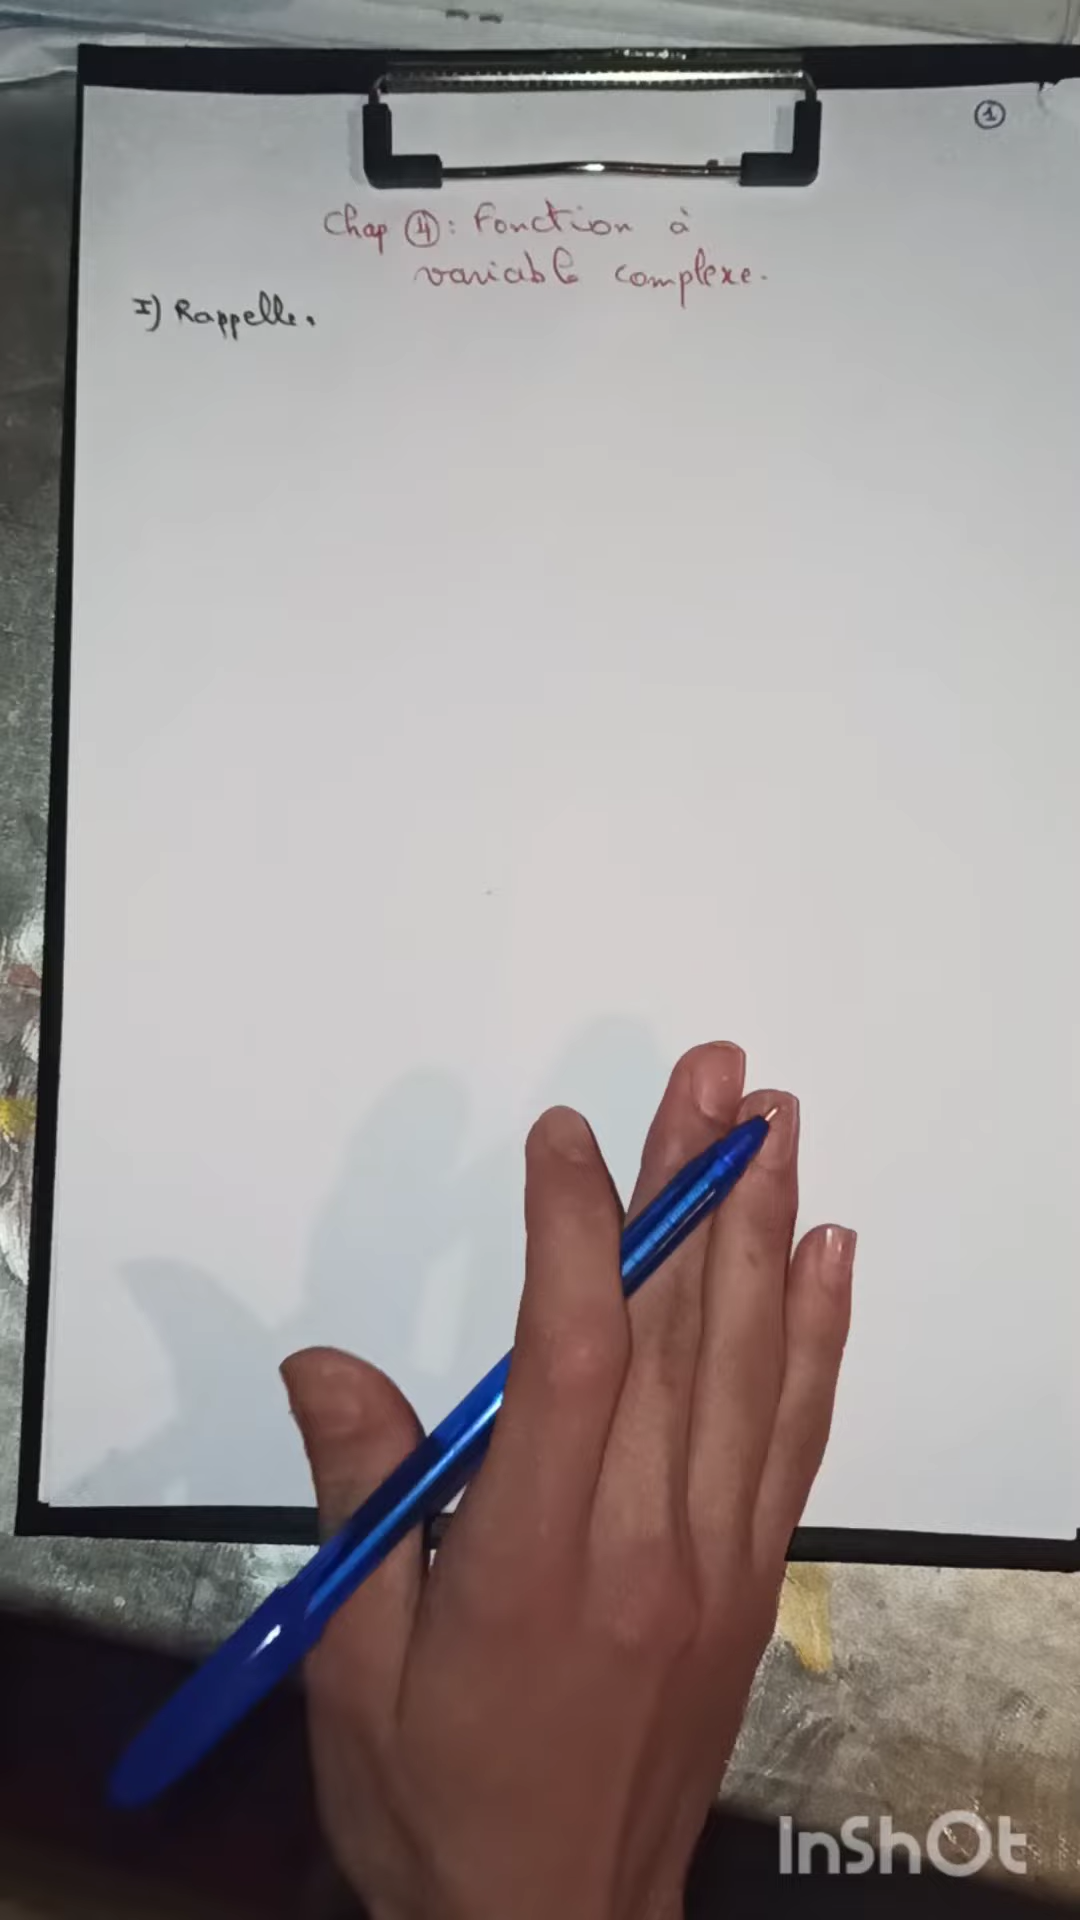 ①
Chap ④: Fonction à
variable complexe.
I) Rappelle.
InShOt